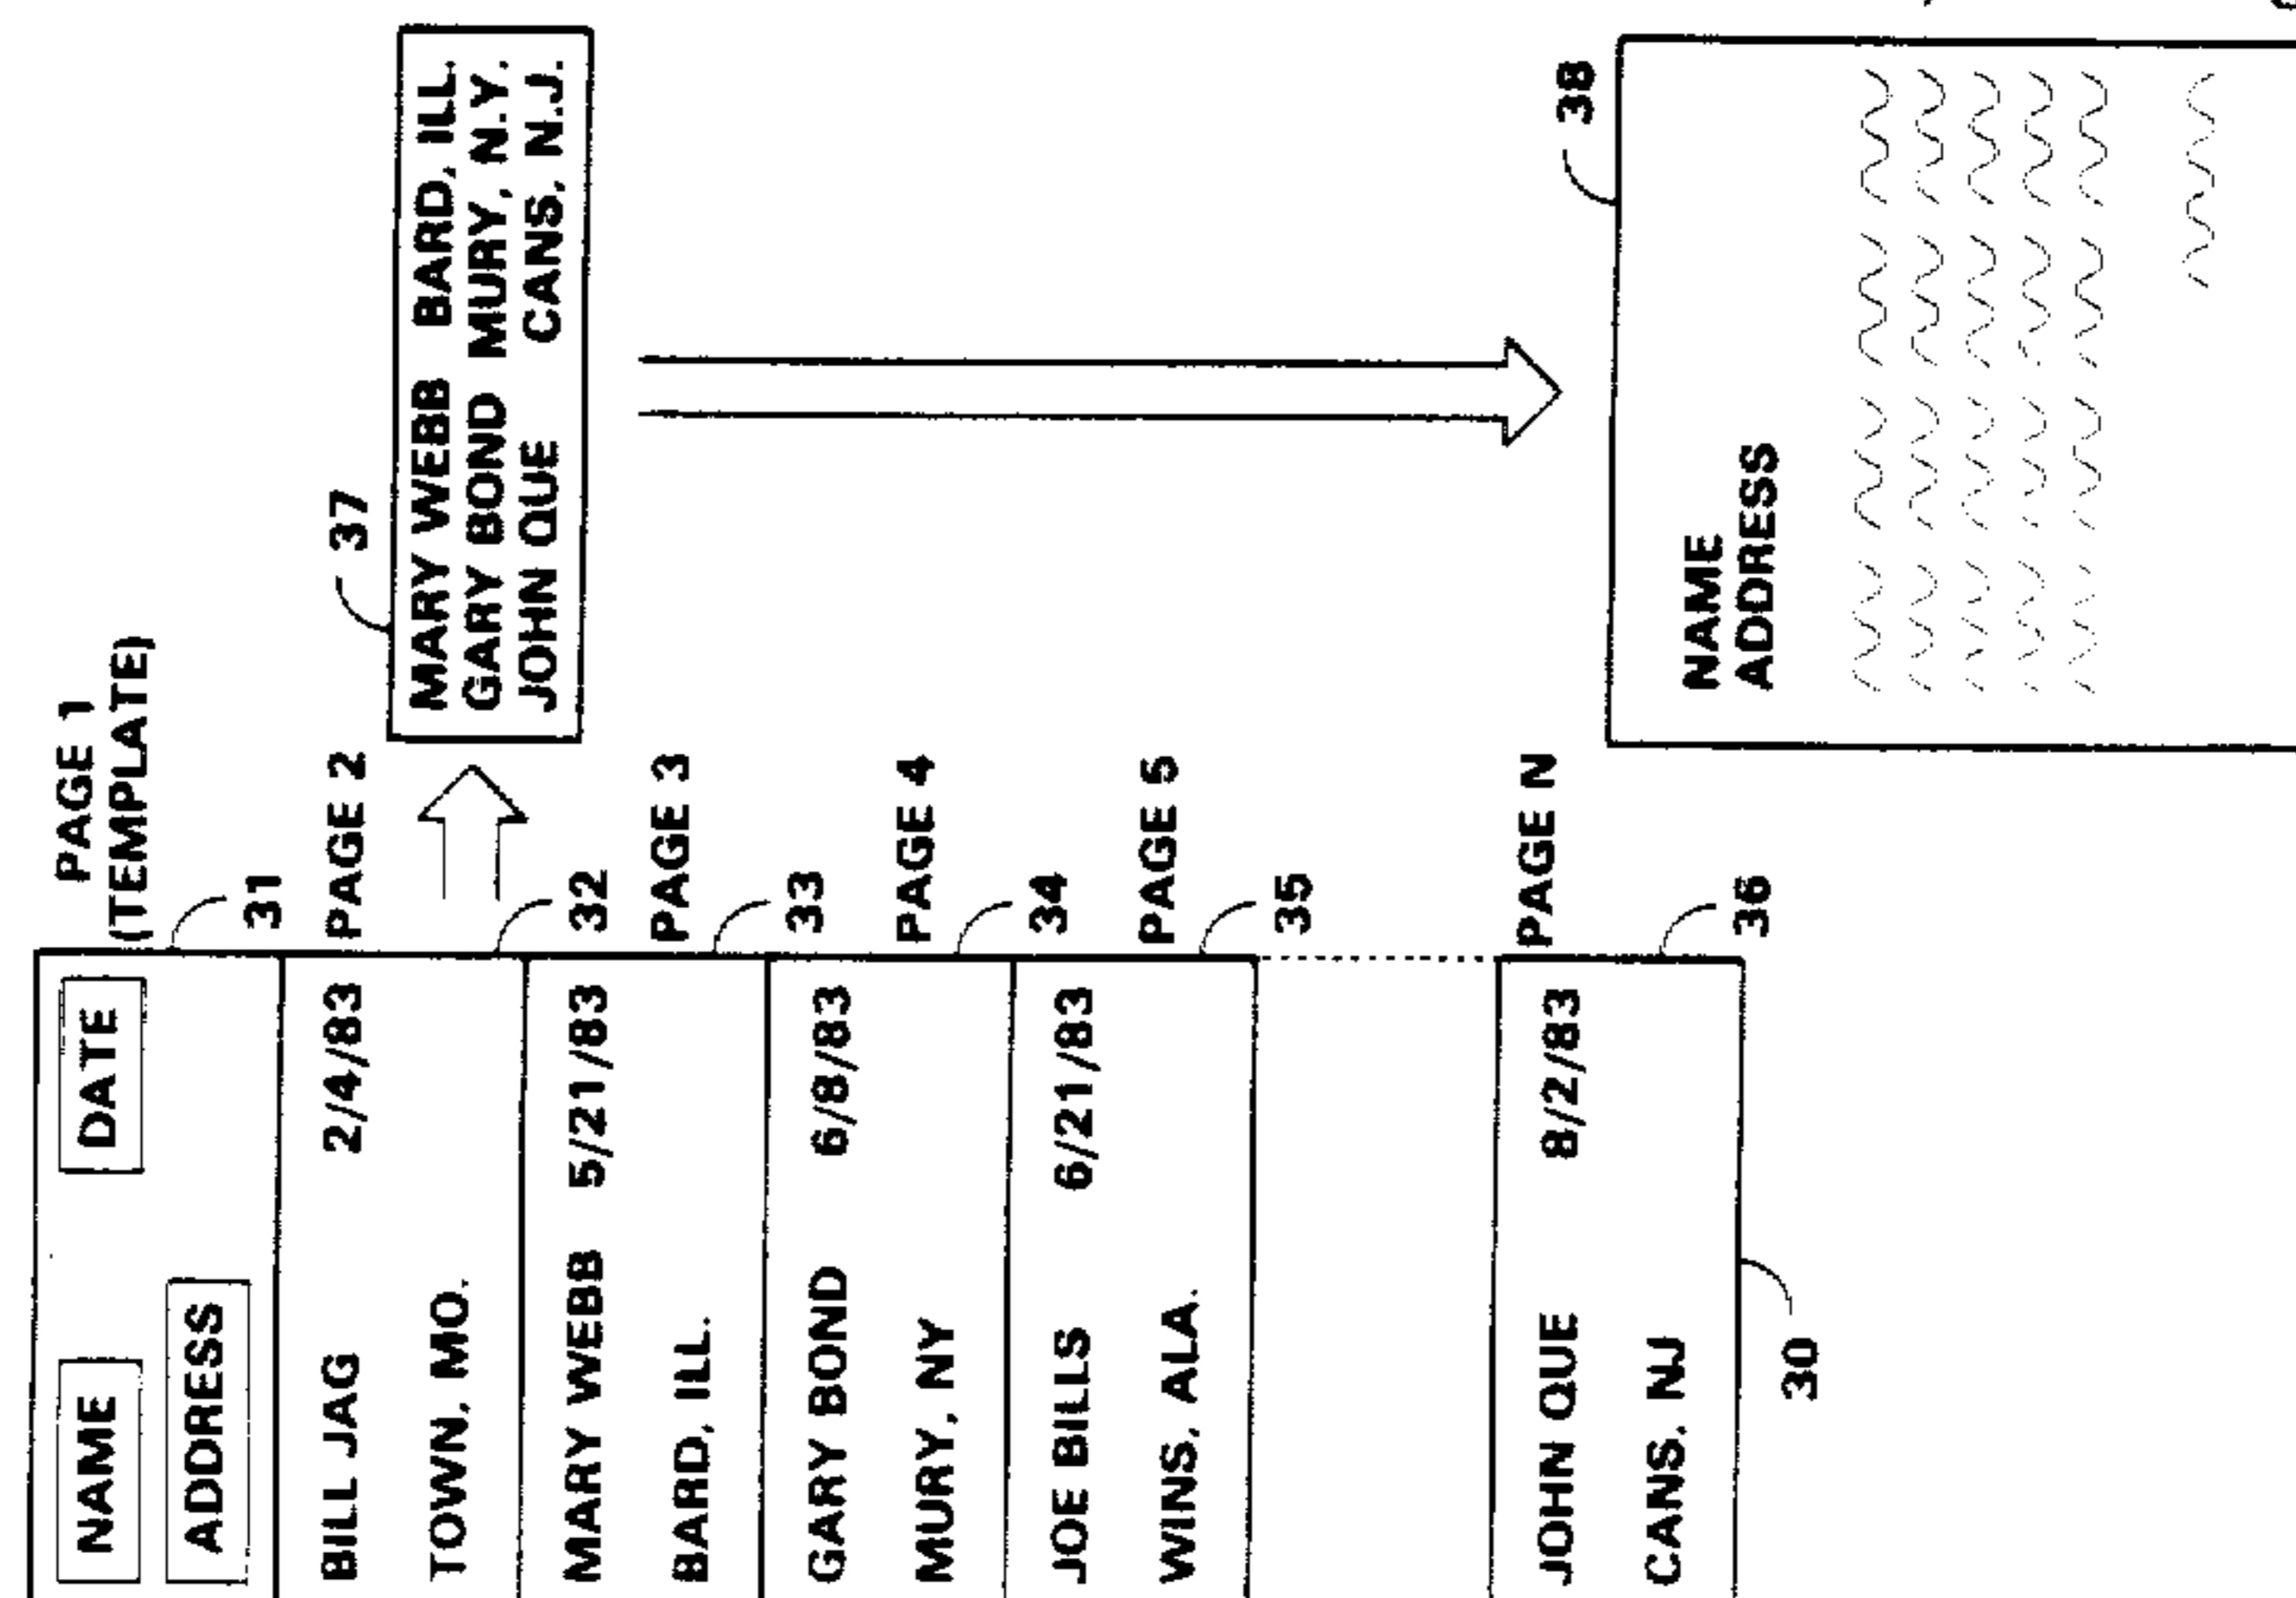 PAGE 1
(TEMPLATE)
NAME DATE
ADDRESS
31
PAGE 2
BILL JAG 2/4/83
TOWN, MO.
32
PAGE 3
MARY WEBB 5/21/83
BARD, ILL.
33
PAGE 4
GARY BOND 6/8/83
MURY, NY
34
PAGE 5
JOE BILLS 6/21/83
WINS, ALA.
35
PAGE N
JOHN QUE 8/2/83
CANS, NJ
36
30
37
MARY WEBB BARD, ILL.
GARY BOND MURY, N.Y.
JOHN QUE CANS, N.J.
38
NAME
ADDRESS